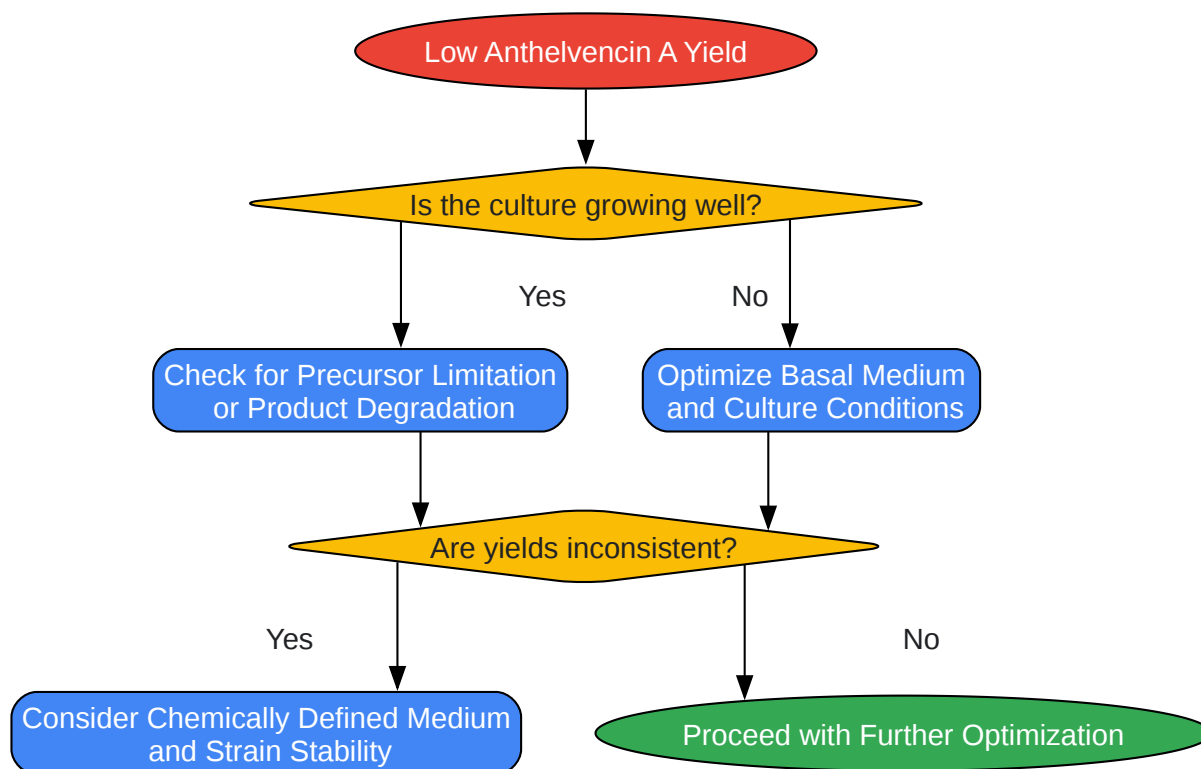 Low Anthelvencin A Yield
Is the culture growing well?
Yes
No
Check for Precursor Limitation
or Product Degradation
Optimize Basal Medium
and Culture Conditions
Are yields inconsistent?
Yes
No
Consider Chemically Defined Medium
and Strain Stability
Proceed with Further Optimization